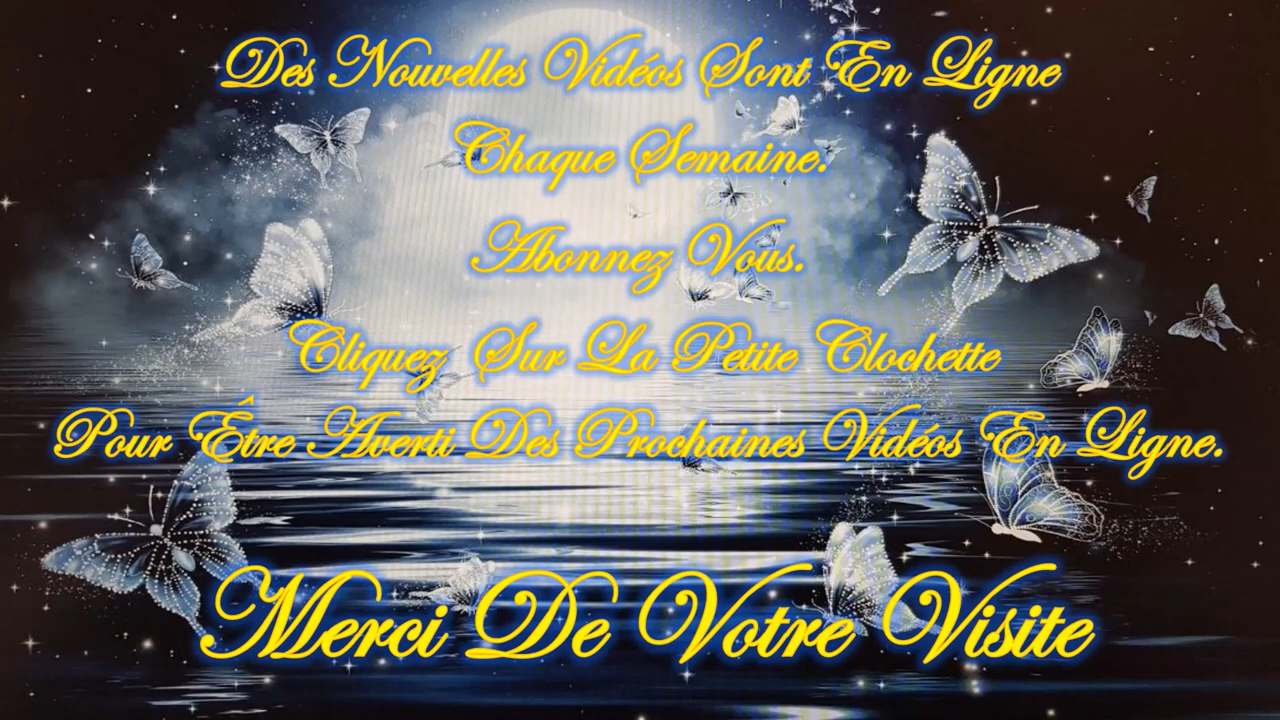 Des Nouvelles Vidéos Sont En Ligne
Chaque Semaine.
Abonnez Vous.
Cliquez Sur La Petite Clochette
Pour Être Averti Des Prochaines Vidéos En Ligne.
Merci De Votre Visite